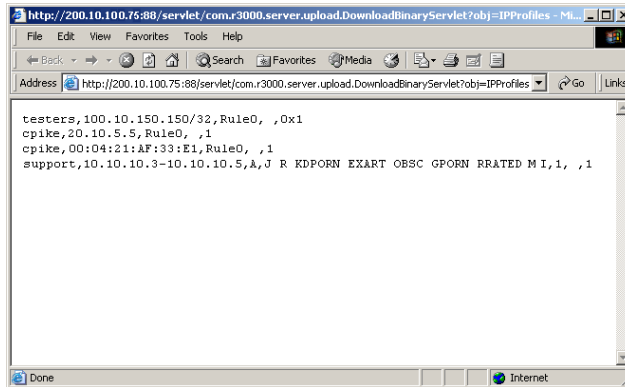 http://200.10.100.75:88/servlet/com.r3000.server.upload.DownloadBinaryServlet?obj=IPProfiles - Mi...
File Edit View Favorites Tools Help
Back Search Favorites Media
Address http://200.10.100.75:88/servlet/com.r3000.server.upload.DownloadBinaryServlet?obj=IPProfiles Go Links
testers,100.10.150.150/32,Rule0, ,0x1
cpike,20.10.5.5,Rule0, ,1
cpike,00:04:21:AF:33:E1,Rule0, ,1
support,10.10.10.3-10.10.10.5,A,J R KDPORN EXART OBSC GPORN RRATED M I,1, ,1
Done Internet